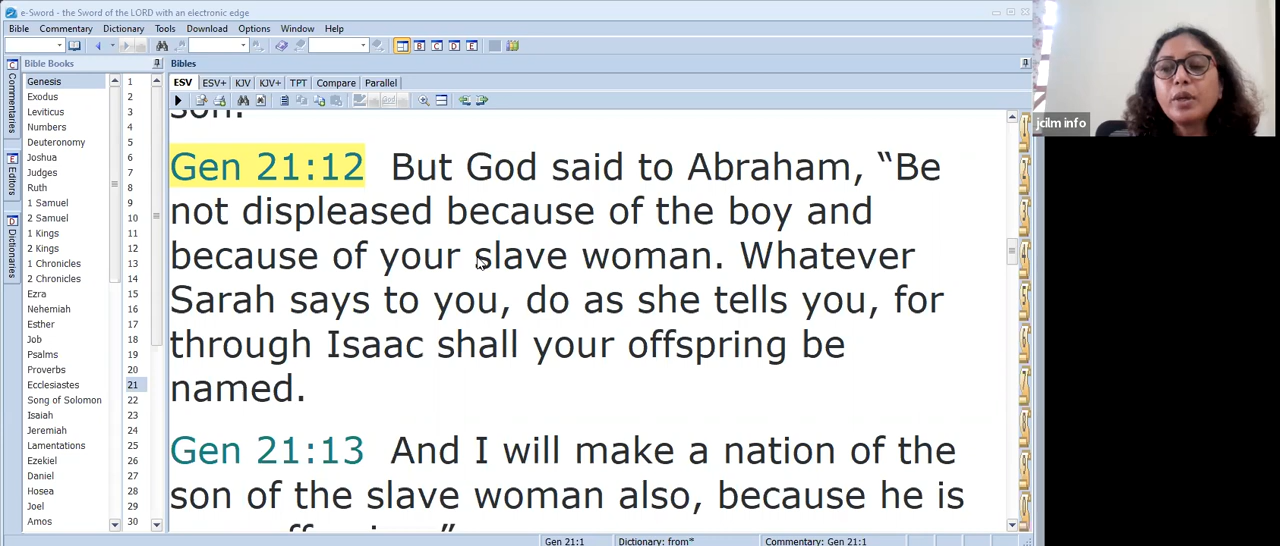 e-Sword - the Sword of the LORD with an electronic edge
Bible Commentary Dictionary Tools Download Options Window Help
B C D E
Bible Books
Bibles
Commentaries
Editors
Dictionaries
Genesis 1
Exodus 2
Leviticus 3
Numbers 4
Deuteronomy 5
Joshua 6
Judges 7
Ruth 8
1 Samuel 9
2 Samuel 10
1 Kings 11
2 Kings 12
1 Chronicles 13
2 Chronicles 14
Ezra 15
Nehemiah 16
Esther 17
Job 18
Psalms 19
Proverbs 20
Ecclesiastes 21
Song of Solomon 22
Isaiah 23
Jeremiah 24
Lamentations 25
Ezekiel 26
Daniel 27
Hosea 28
Joel 29
Amos 30
ESV ESV+ KJV KJV+ TPT Compare Parallel
son.
Gen 21:12 But God said to Abraham, “Be
not displeased because of the boy and
because of your slave woman. Whatever
Sarah says to you, do as she tells you, for
through Isaac shall your offspring be
named.
Gen 21:13 And I will make a nation of the
son of the slave woman also, because he is
Gen 21:1 Dictionary: from* Commentary: Gen 21:1
jcilm info